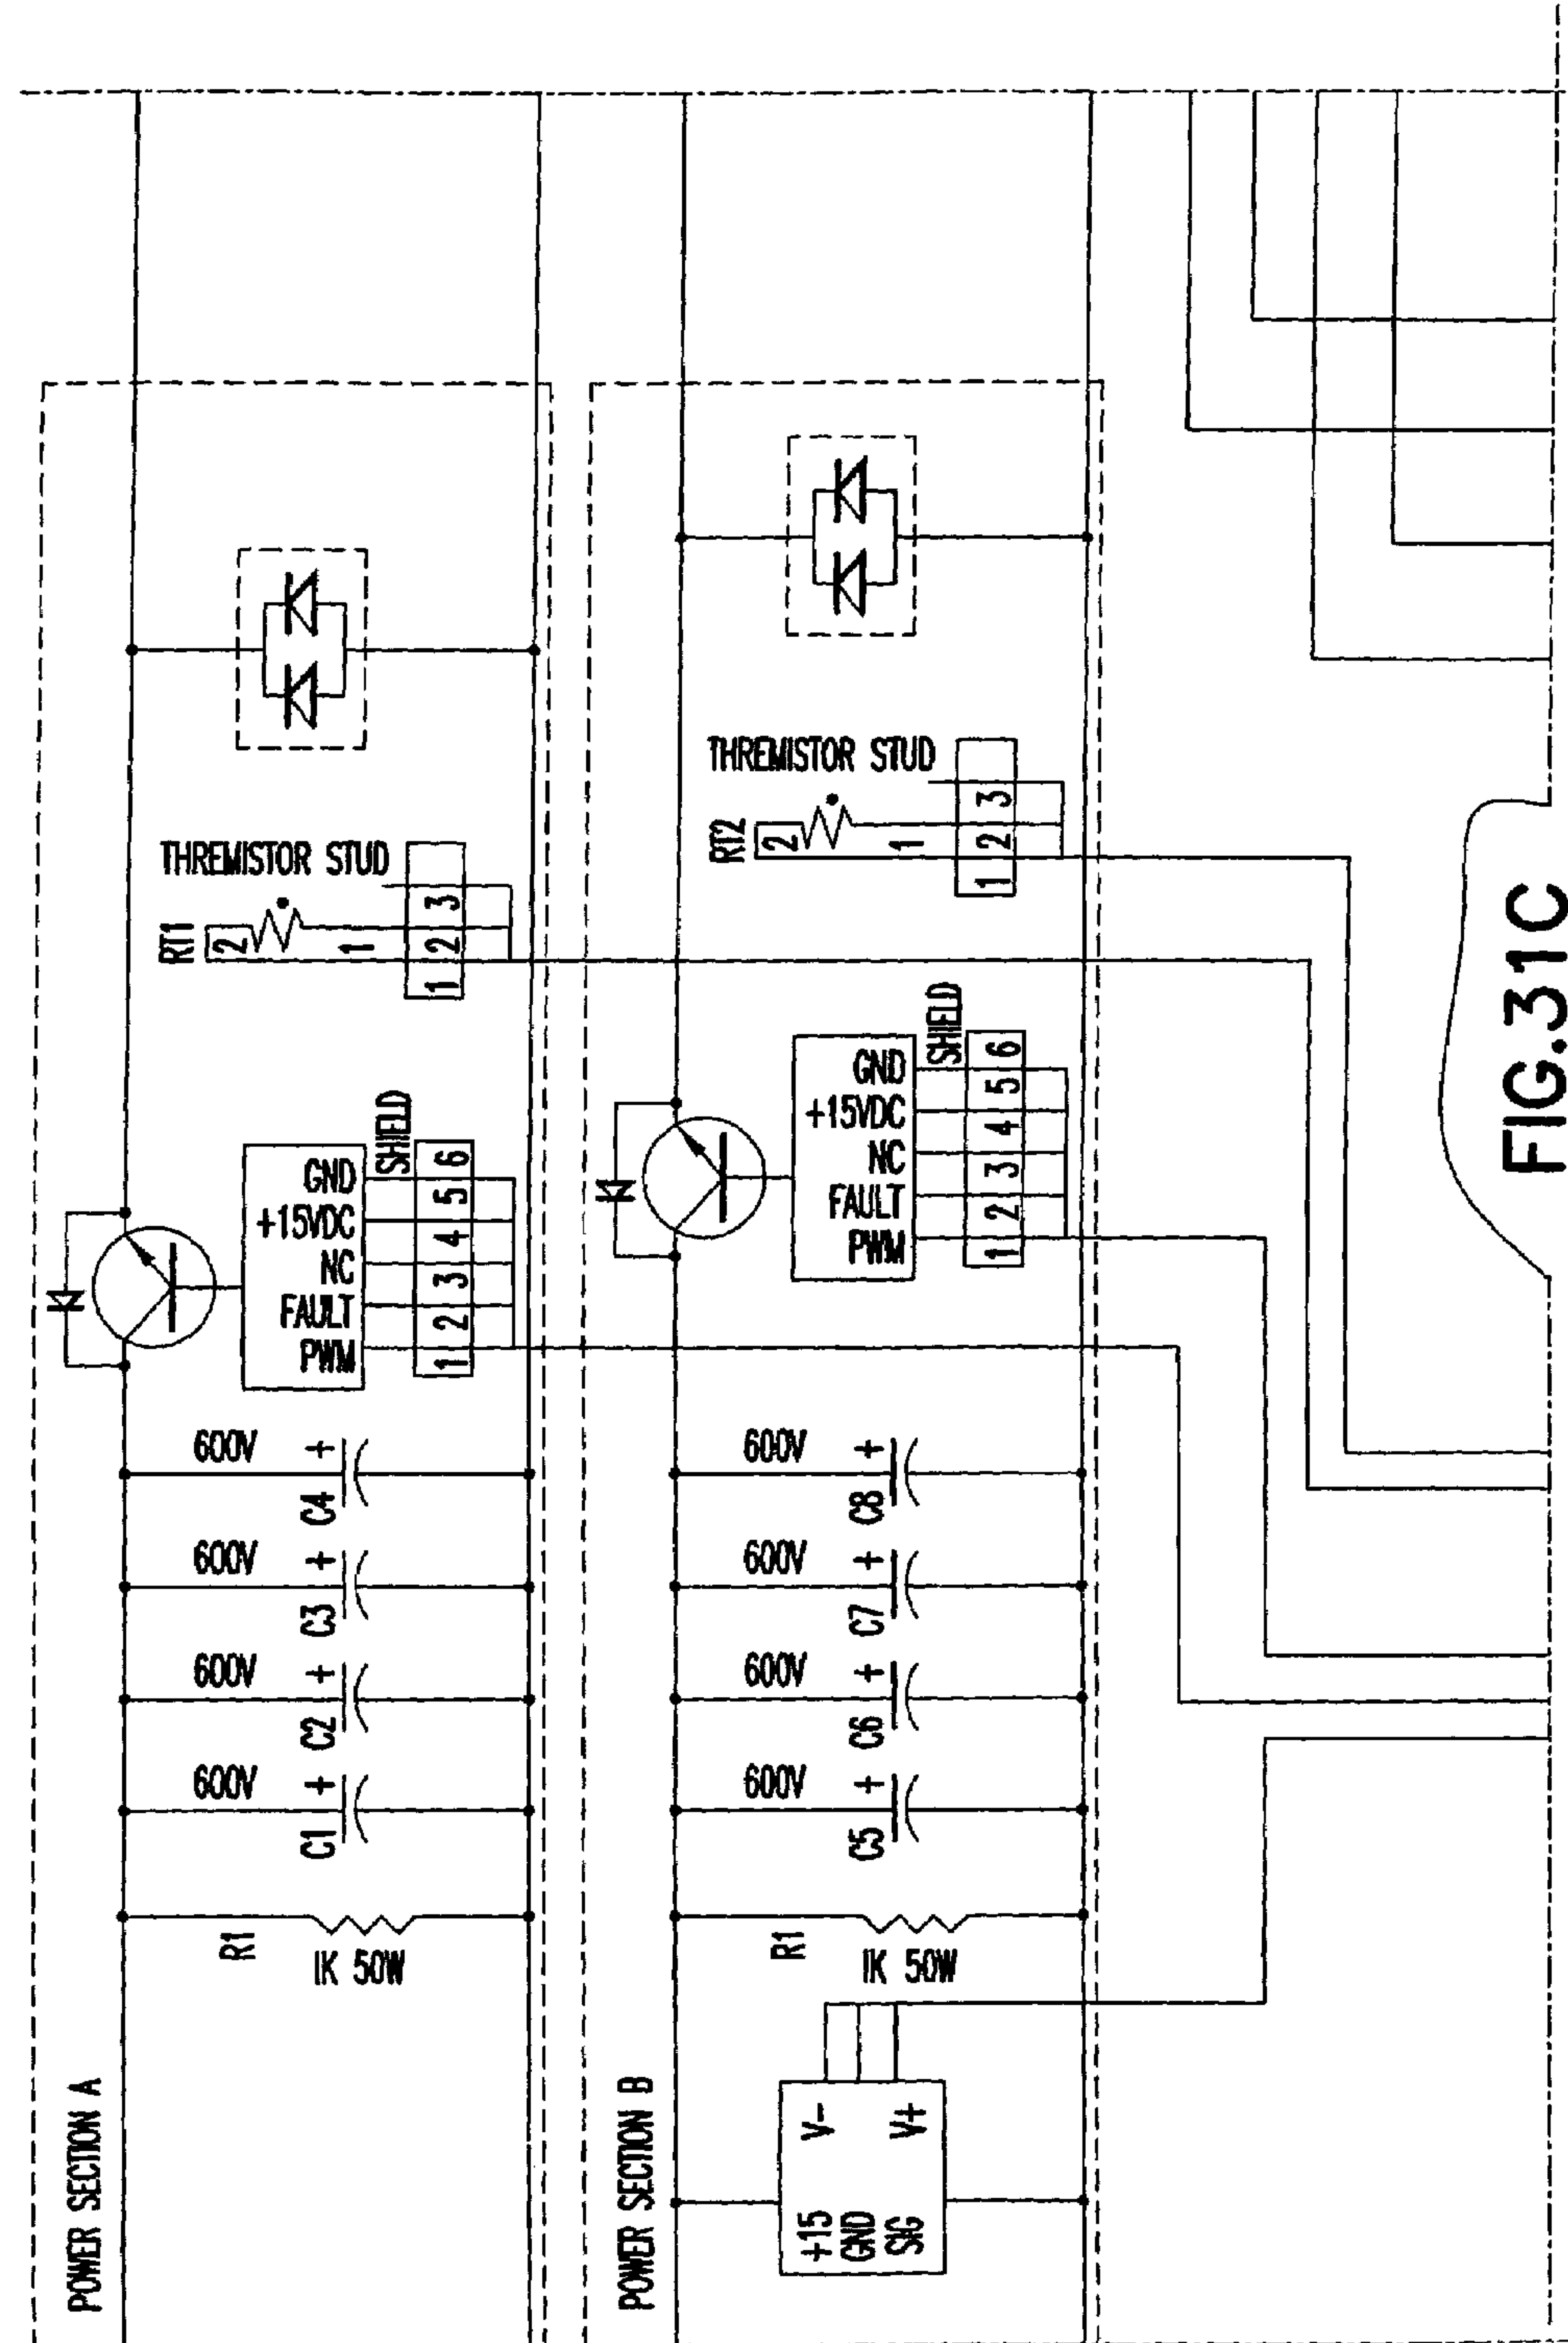 POWER SECTION A
R1
IK 50W
C1 +
600V
C2 +
600V
C3 +
600V
C4 +
600V
PWM
FAULT
NC
+15VDC
GND
SHIELD
1 2 3 4 5 6
RT1
THREMISTOR STUD
2
1
1 2 3
POWER SECTION B
+15
GND
SIG
V-
V+
R1
IK 50W
C5 +
600V
C6 +
600V
C7 +
600V
C8 +
600V
PWM
FAULT
NC
+15VDC
GND
SHIELD
1 2 3 4 5 6
RT2
THREMISTOR STUD
2
1
1 2 3
FIG.31C